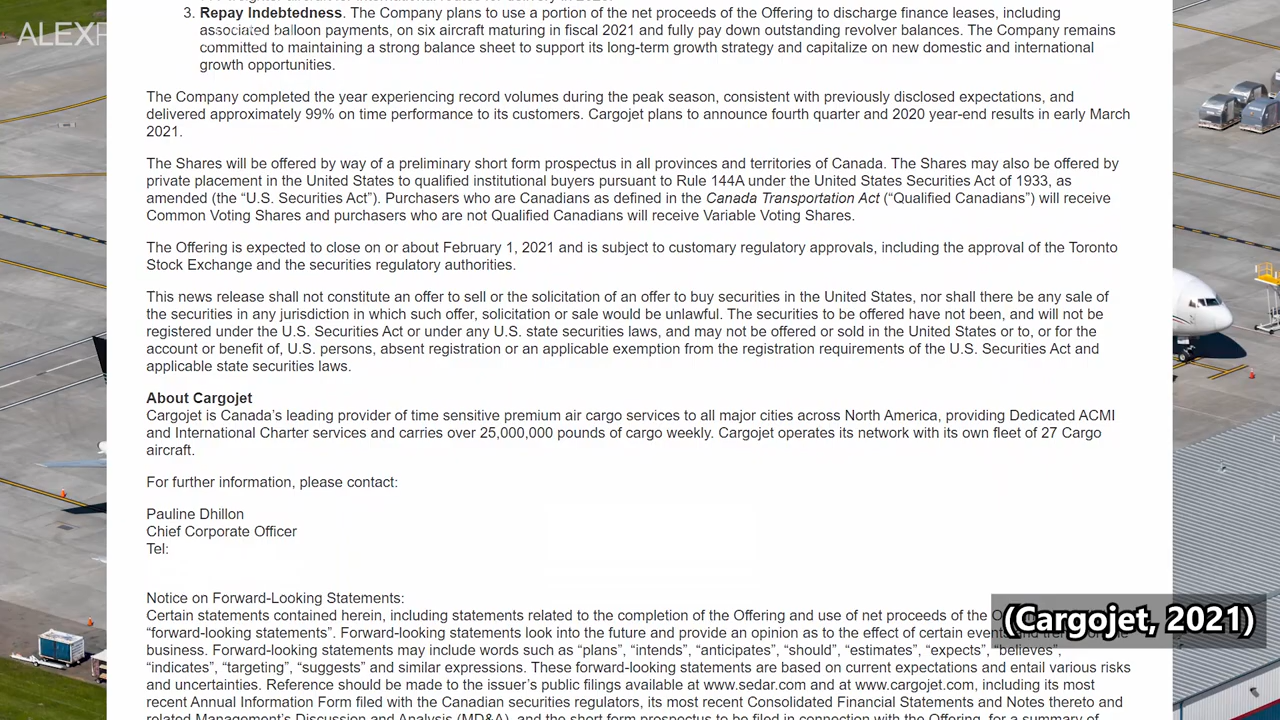 ALEXP
3. Repay Indebtedness. The Company plans to use a portion of the net proceeds of the Offering to discharge finance leases, including
associated balloon payments, on six aircraft maturing in fiscal 2021 and fully pay down outstanding revolver balances. The Company remains
committed to maintaining a strong balance sheet to support its long-term growth strategy and capitalize on new domestic and international
growth opportunities.
The Company completed the year experiencing record volumes during the peak season, consistent with previously disclosed expectations, and
delivered approximately 99% on time performance to its customers. Cargojet plans to announce fourth quarter and 2020 year-end results in early March
2021.
The Shares will be offered by way of a preliminary short form prospectus in all provinces and territories of Canada. The Shares may also be offered by
private placement in the United States to qualified institutional buyers pursuant to Rule 144A under the United States Securities Act of 1933, as
amended (the “U.S. Securities Act”). Purchasers who are Canadians as defined in the Canada Transportation Act (“Qualified Canadians”) will receive
Common Voting Shares and purchasers who are not Qualified Canadians will receive Variable Voting Shares.
The Offering is expected to close on or about February 1, 2021 and is subject to customary regulatory approvals, including the approval of the Toronto
Stock Exchange and the securities regulatory authorities.
This news release shall not constitute an offer to sell or the solicitation of an offer to buy securities in the United States, nor shall there be any sale of
the securities in any jurisdiction in which such offer, solicitation or sale would be unlawful. The securities to be offered have not been, and will not be
registered under the U.S. Securities Act or under any U.S. state securities laws, and may not be offered or sold in the United States or to, or for the
account or benefit of, U.S. persons, absent registration or an applicable exemption from the registration requirements of the U.S. Securities Act and
applicable state securities laws.
About Cargojet
Cargojet is Canada’s leading provider of time sensitive premium air cargo services to all major cities across North America, providing Dedicated ACMI
and International Charter services and carries over 25,000,000 pounds of cargo weekly. Cargojet operates its network with its own fleet of 27 Cargo
aircraft.
For further information, please contact:
Pauline Dhillon
Chief Corporate Officer
Tel:
Notice on Forward-Looking Statements:
Certain statements contained herein, including statements related to the completion of the Offering and use of net proceeds of the
“forward-looking statements”. Forward-looking statements look into the future and provide an opinion as to the effect of certain
business. Forward-looking statements may include words such as “plans”, “intends”, “anticipates”, “should”, “estimates”, “expects”, “believes”,
“indicates”, “targeting”, “suggests” and similar expressions. These forward-looking statements are based on current expectations and entail various risks
and uncertainties. Reference should be made to the issuer’s public filings available at www.sedar.com and at www.cargojet.com, including its most
recent Annual Information Form filed with the Canadian securities regulators; its most recent Consolidated Financial Statements and Notes thereto and
related Management’s Discussion and Analysis (MD&A), and the short form prospectus to be filed in connection with the Offering, for a summary of
(Cargojet, 2021)